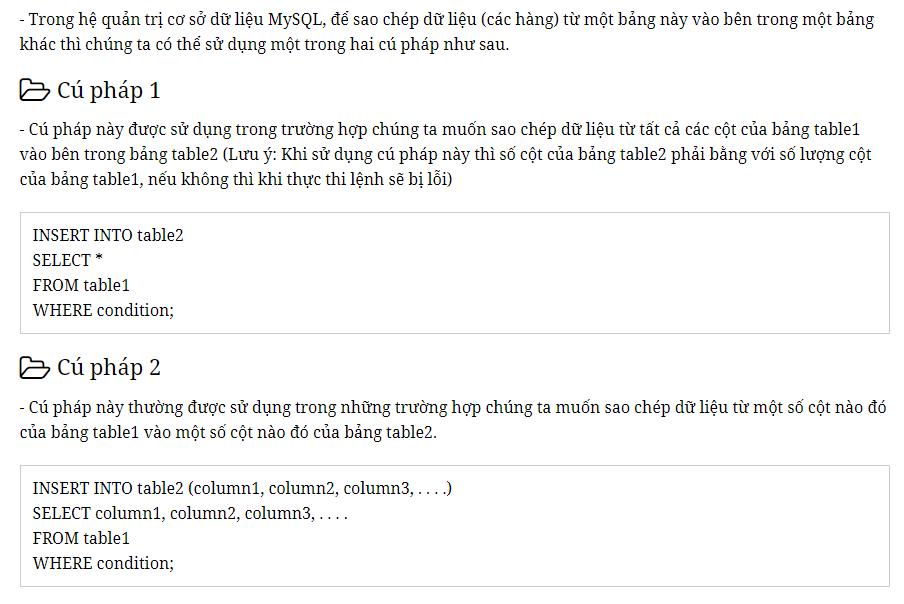 - Trong hệ quản trị cơ sở dữ liệu MySQL, để sao chép dữ liệu (các hàng) từ một bảng này vào bên trong một bảng
khác thì chúng ta có thể sử dụng một trong hai cú pháp như sau.
Cú pháp 1
- Cú pháp này được sử dụng trong trường hợp chúng ta muốn sao chép dữ liệu từ tất cả các cột của bảng table1
vào bên trong bảng table2 (Lưu ý: Khi sử dụng cú pháp này thì số cột của bảng table2 phải bằng với số lượng cột
của bảng table1, nếu không thì khi thực thi lệnh sẽ bị lỗi)
INSERT INTO table2
SELECT *
FROM table1
WHERE condition;
Cú pháp 2
- Cú pháp này thường được sử dụng trong những trường hợp chúng ta muốn sao chép dữ liệu từ một số cột nào đó
của bảng table1 vào một số cột nào đó của bảng table2.
INSERT INTO table2 (column1, column2, column3, . . . .)
SELECT column1, column2, column3, . . . .
FROM table1
WHERE condition;